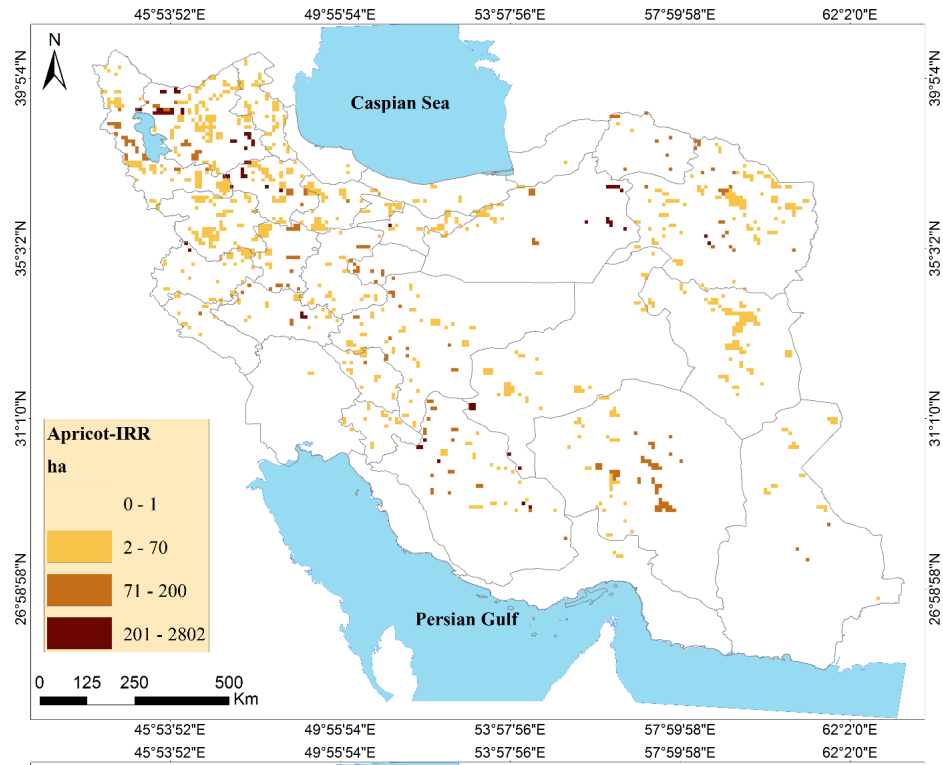 45°53'52"E 49°55'54"E 53°57'56"E 57°59'58"E 62°2'0"E
N
39°5'4"N
39°5'4"N
Caspian Sea
35°3'2"N
35°3'2"N
31°1'0"N
31°1'0"N
Apricot-IRR
ha
0 - 1
2 - 70
71 - 200
201 - 2802
26°58'58"N
26°58'58"N
Persian Gulf
0 125 250 500
Km
45°53'52"E 49°55'54"E 53°57'56"E 57°59'58"E 62°2'0"E
45°53'52"E 49°55'54"E 53°57'56"E 57°59'58"E 62°2'0"E